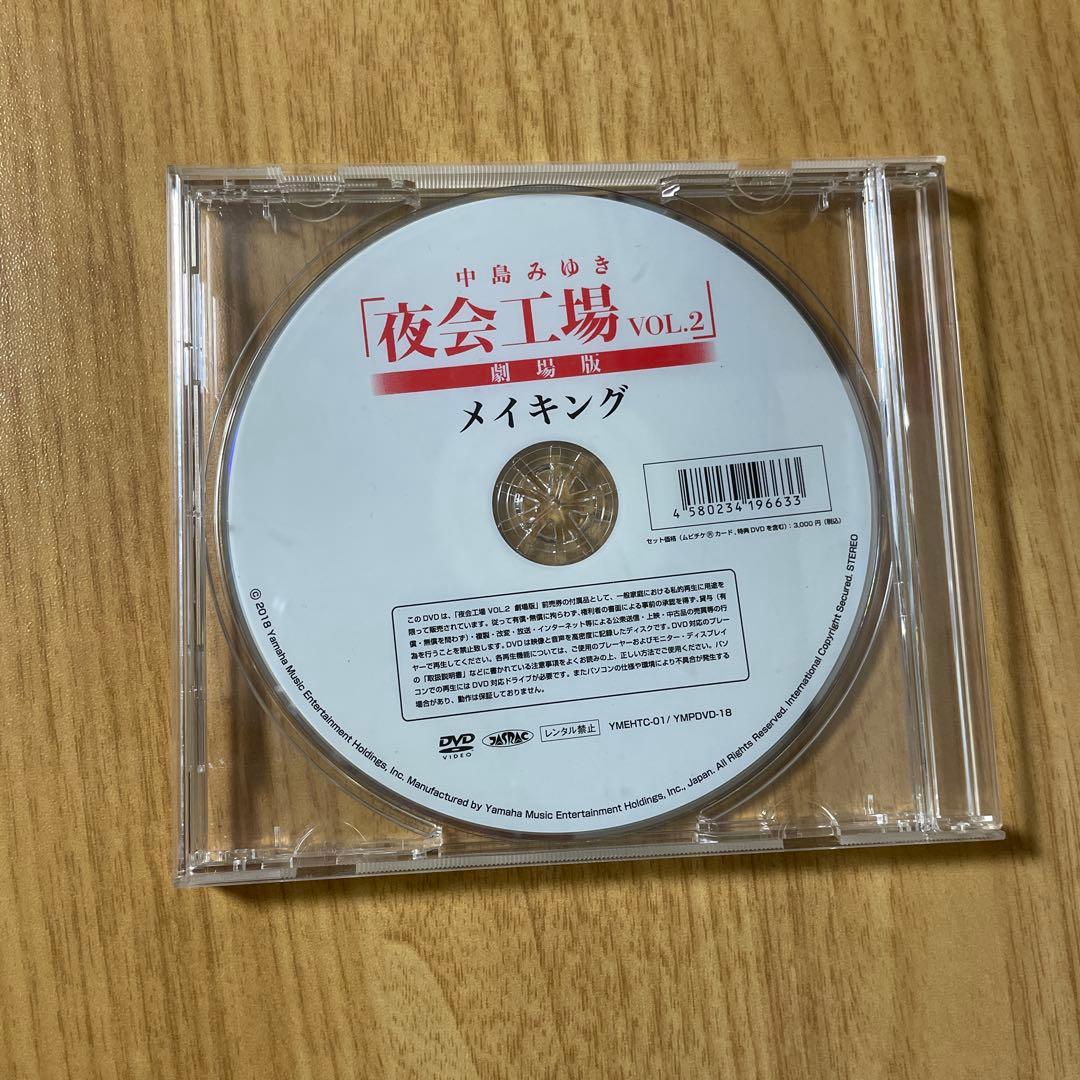 中島みゆき
「夜会工場 VOL.2」
劇場版
メイキング
4 580234 196633
セット価格（ムビチケⓇカード、特典DVDを含む）：3,000円（税込）
このDVDは、「夜会工場 VOL.2 劇場版」前売券の付属品として、一般家庭における私的再生に用途を
限って販売されています。従って有償・無償に拘わらず、権利者の書面による事前の承認を得ず、貸与（有
償・無償を問わず）・複製・改変・放送・インターネット等による公衆送信・上映・中古品の売買等の行
為を行うことを禁止致します。DVDは映像と音声を高密度に記録したディスクです。DVD対応のプレー
ヤーで再生してください。各再生機能については、ご使用のプレーヤーおよびモニター・ディスプレイ
の「取扱説明書」などに書かれている注意事項をよくお読みの上、正しい方法でご使用ください。パソ
コンでの再生にはDVD対応ドライブが必要です。またパソコンの仕様や環境により不具合が発生する
場合があり、動作は保証しておりません。
DVD VIDEO JASRAC レンタル禁止 YMEHTC-01/ YMPDVD-18
© 2018 Yamaha Music Entertainment Holdings, Inc. Manufactured by Yamaha Music Entertainment Holdings, Inc., Japan. All Rights Reserved. International Copyright Secured. STEREO